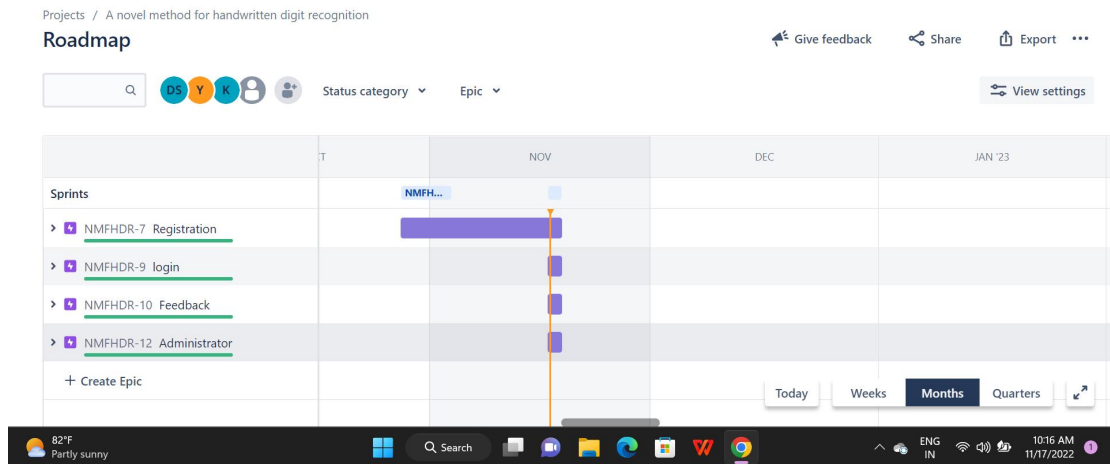 Projects / A novel method for handwritten digit recognition
Roadmap
Give feedback
Share
Export
DS Y K
Status category
Epic
View settings
T NOV DEC JAN '23
Sprints
NMFH...
NMFHDR-7 Registration
NMFHDR-9 login
NMFHDR-10 Feedback
NMFHDR-12 Administrator
+ Create Epic
Today Weeks Months Quarters
82°F
Partly sunny
Search
ENG
IN
10:16 AM
11/17/2022
1